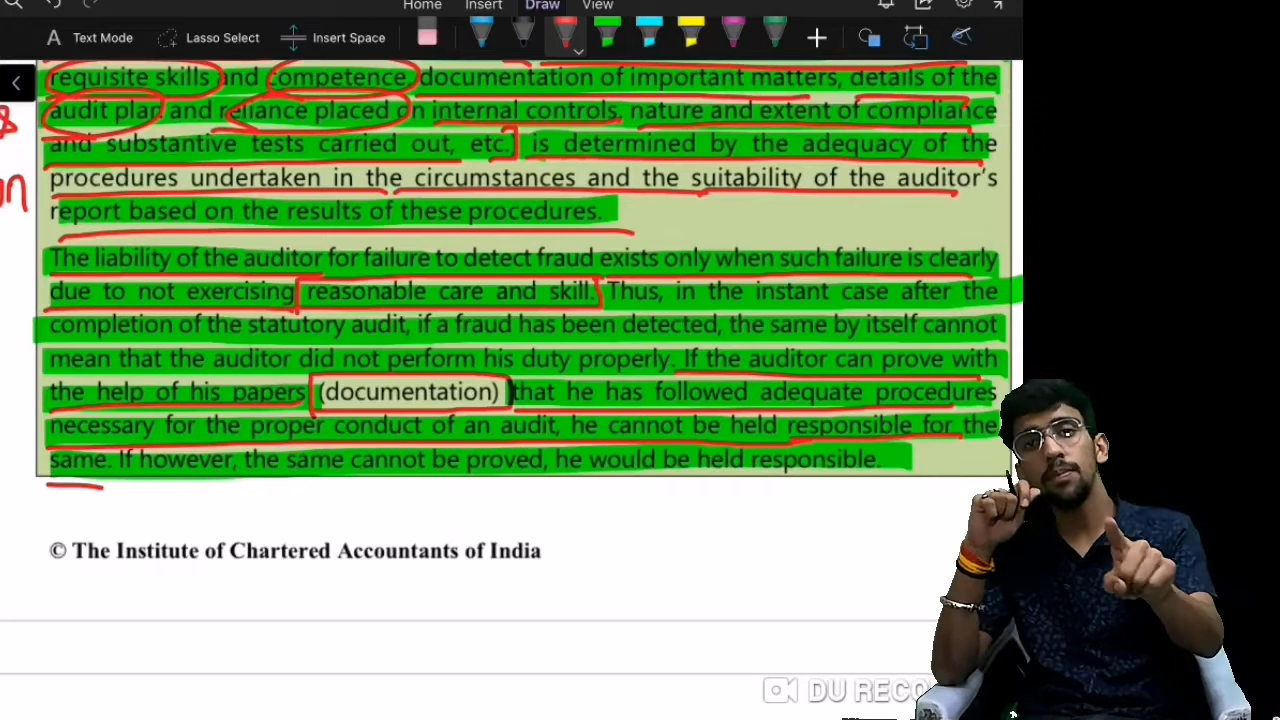 Home Insert Draw View
A Text Mode Lasso Select Insert Space
requisite skills and competence, documentation of important matters, details of the
audit plan and reliance placed on internal controls, nature and extent of compliance
and substantive tests carried out, etc. is determined by the adequacy of the
procedures undertaken in the circumstances and the suitability of the auditor's
report based on the results of these procedures.
The liability of the auditor for failure to detect fraud exists only when such failure is clearly
due to not exercising reasonable care and skill. Thus, in the instant case after the
completion of the statutory audit, if a fraud has been detected, the same by itself cannot
mean that the auditor did not perform his duty properly. If the auditor can prove with
the help of his papers (documentation) that he has followed adequate procedures
necessary for the proper conduct of an audit, he cannot be held responsible for the
same. If however, the same cannot be proved, he would be held responsible.
© The Institute of Chartered Accountants of India
DU RECO